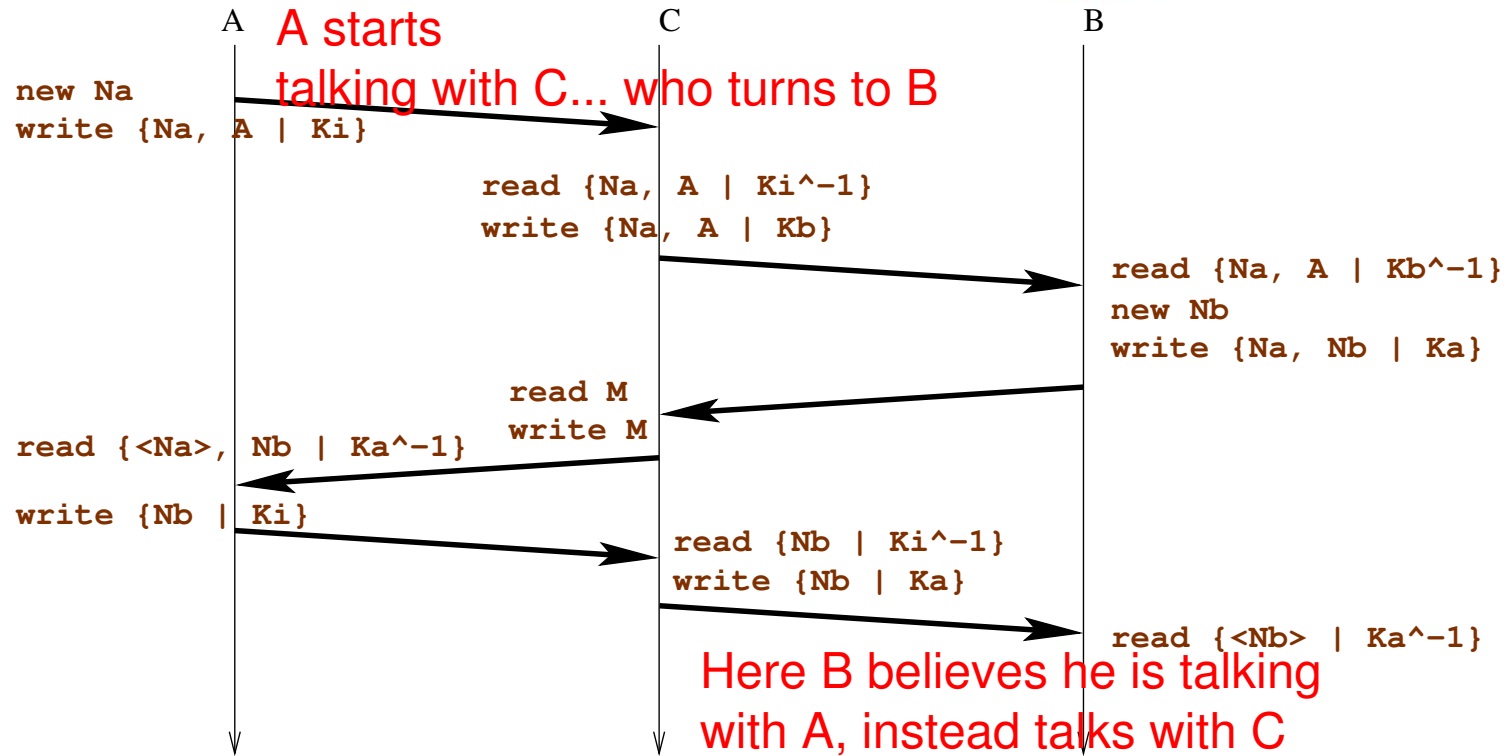 A
C
B
A starts
talking with C... who turns to B
new Na
write {Na, A | Ki}
read {Na, A | Ki^-1}
write {Na, A | Kb}
read {Na, A | Kb^-1}
new Nb
write {Na, Nb | Ka}
read M
write M
read {<Na>, Nb | Ka^-1}
write {Nb | Ki}
read {Nb | Ki^-1}
write {Nb | Ka}
read {<Nb> | Ka^-1}
Here B believes he is talking
with A, instead talks with C